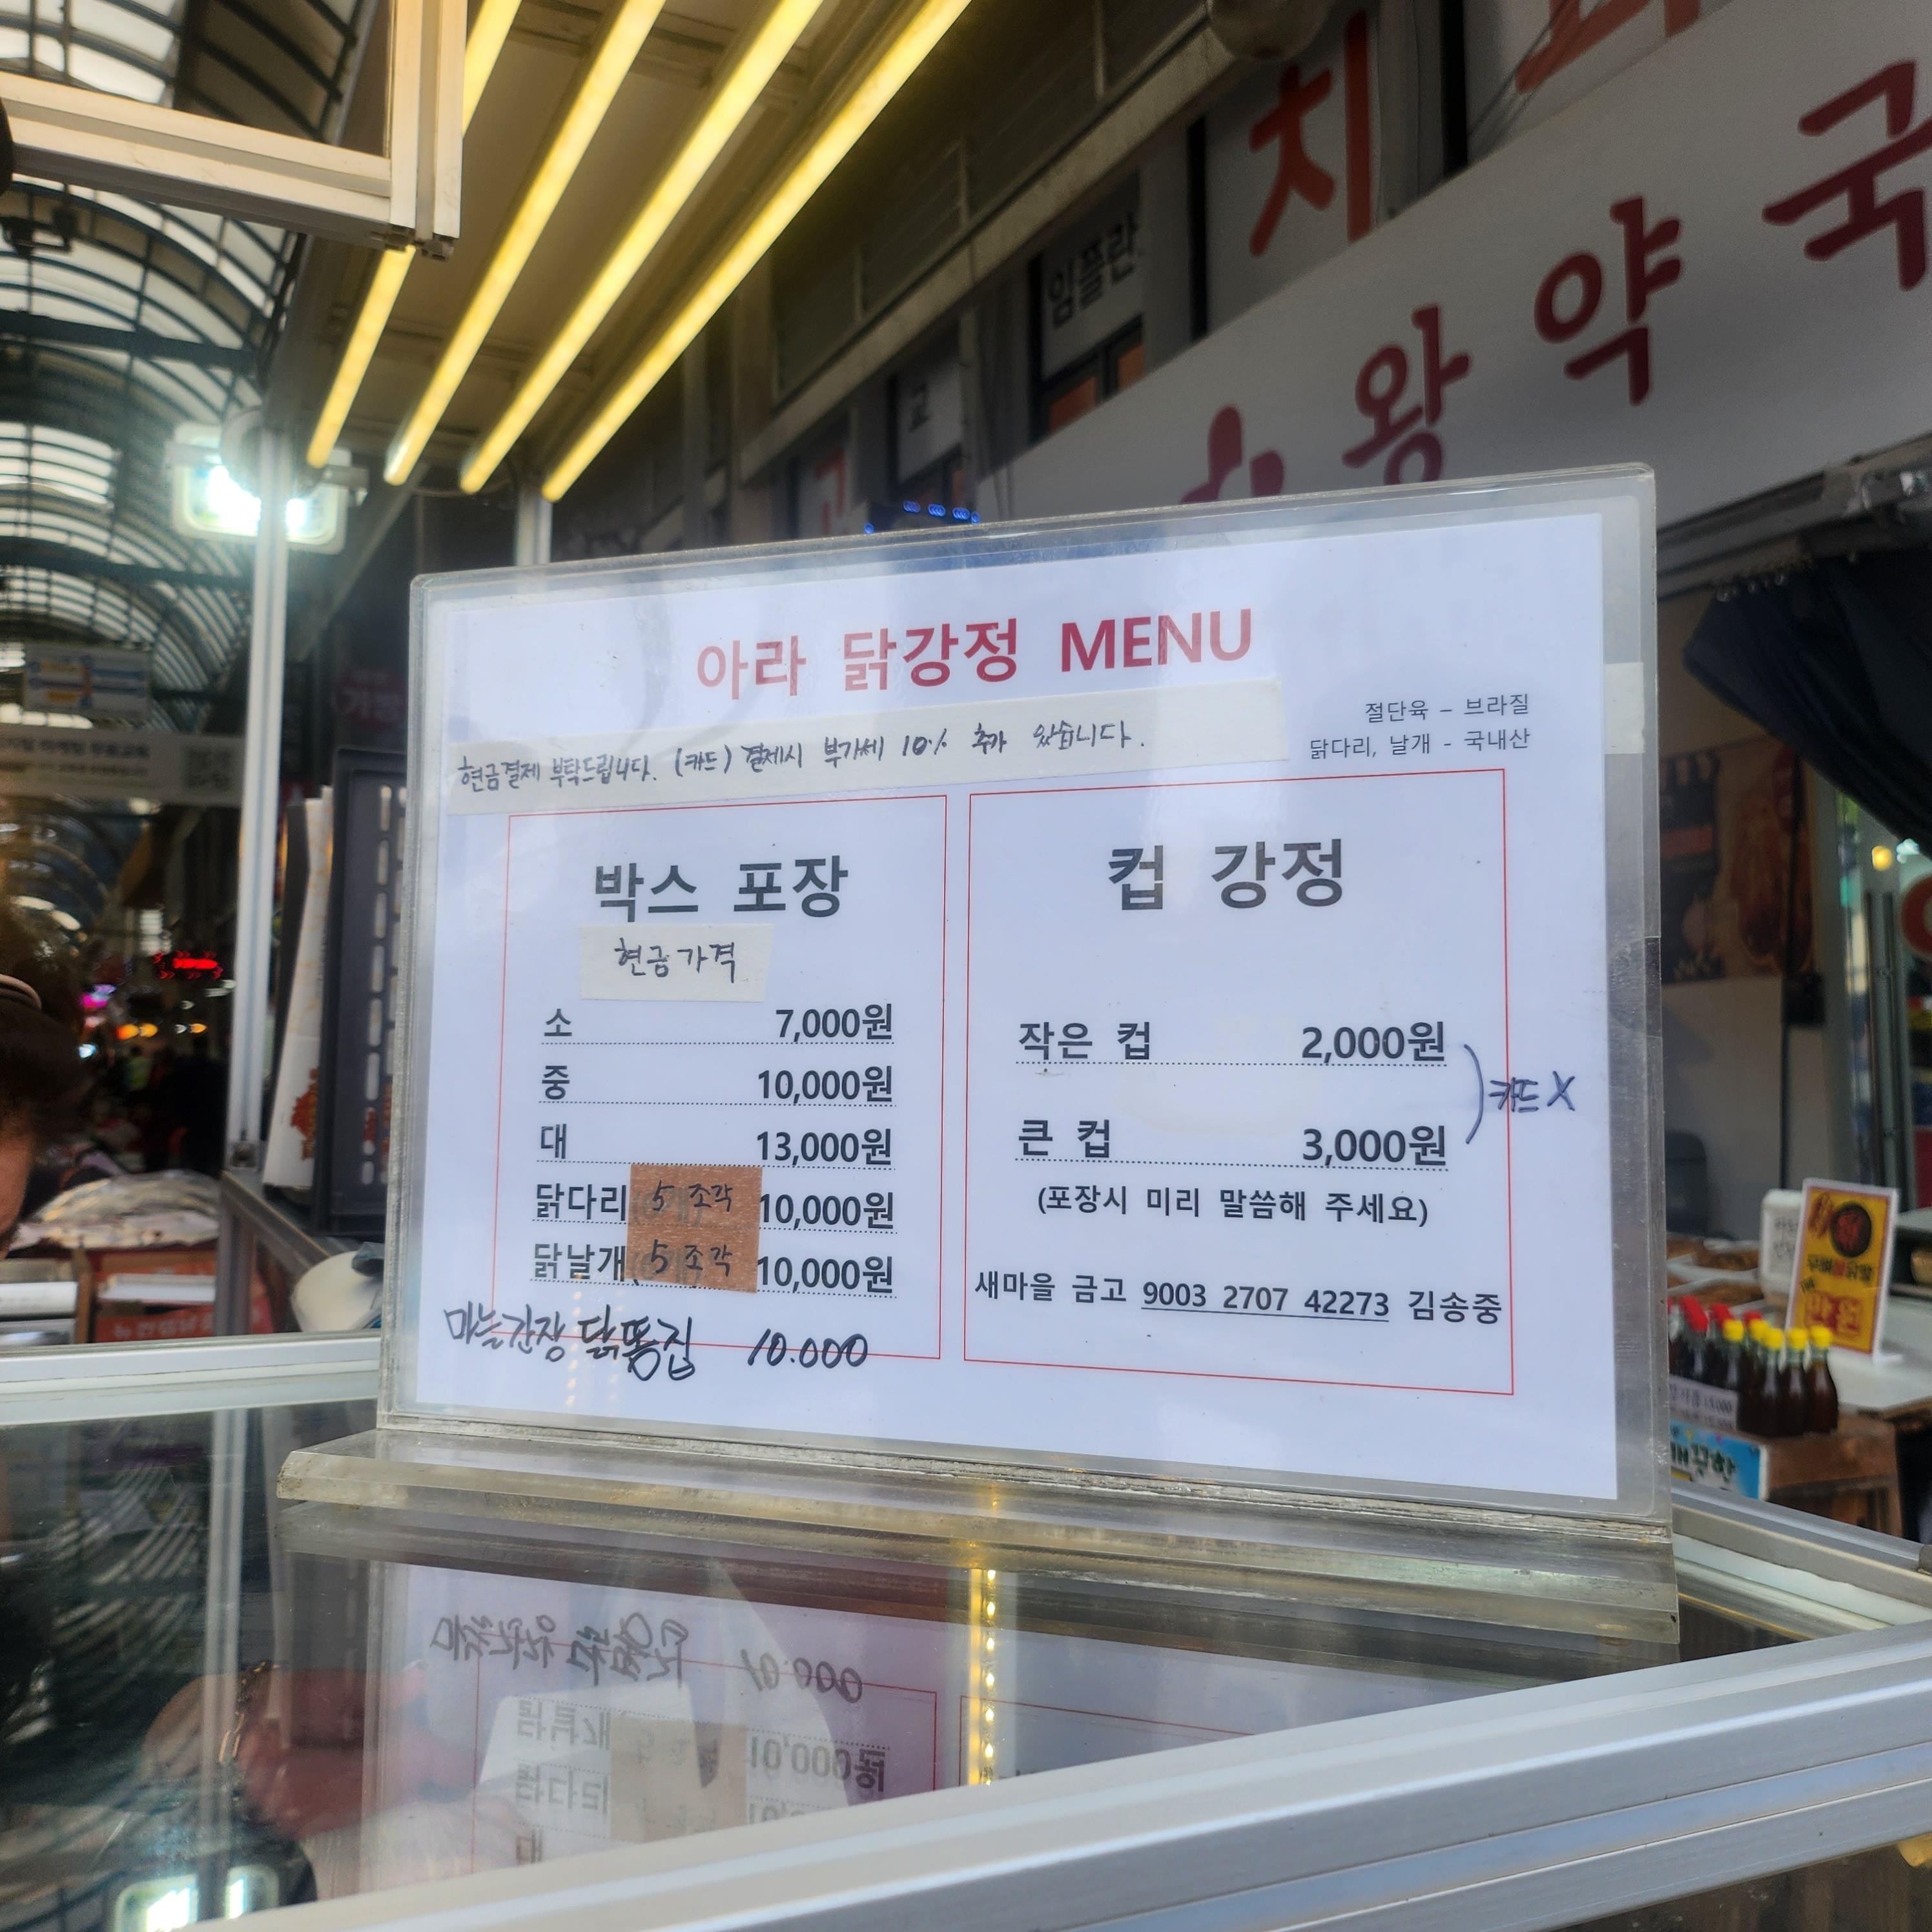 치
임플란
왕약국
아라 닭강정 MENU
현금결제 부탁드립니다. (카드) 결제시 부가세 10% 추가 있습니다.
절단육 - 브라질
닭다리, 날개 - 국내산
박스 포장
현금가격
소 7,000원
중 10,000원
대 13,000원
닭다리 5조각 10,000원
닭날개 5조각 10,000원
마늘간장 닭똥집 10.000
컵 강정
작은 컵 2,000원
큰 컵 3,000원
카드 X
(포장시 미리 말씀해 주세요)
새마을 금고 9003 2707 42273 김송중